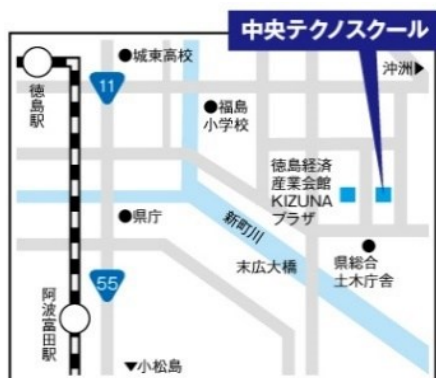 中央テクノスクール
●城東高校
沖洲▶
徳島駅
11
●福島
小学校
徳島経済
産業会館
KIZUNA
プラザ
●県庁
新町川
末広大橋
県総合
土木庁舎
55
阿波富田駅
▼小松島